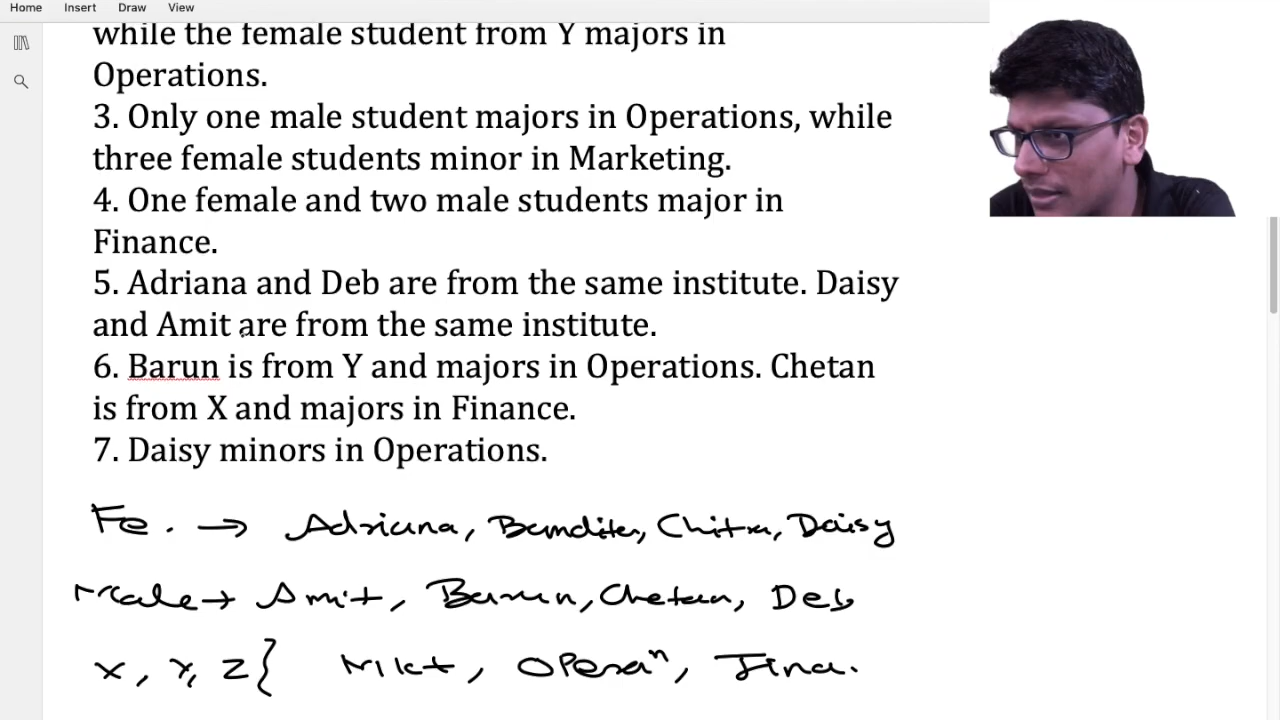 Home Insert Draw View
while the female student from Y majors in
Operations.
3. Only one male student majors in Operations, while
three female students minor in Marketing.
4. One female and two male students major in
Finance.
5. Adriana and Deb are from the same institute. Daisy
and Amit are from the same institute.
6. Barun is from Y and majors in Operations. Chetan
is from X and majors in Finance.
7. Daisy minors in Operations.
Fe. → Adriana, Bandita, Chitra, Daisy
Male → Amit, Barun, Chetan, Deb
X, Y, Z } Mkt, Operaⁿ, Fina.